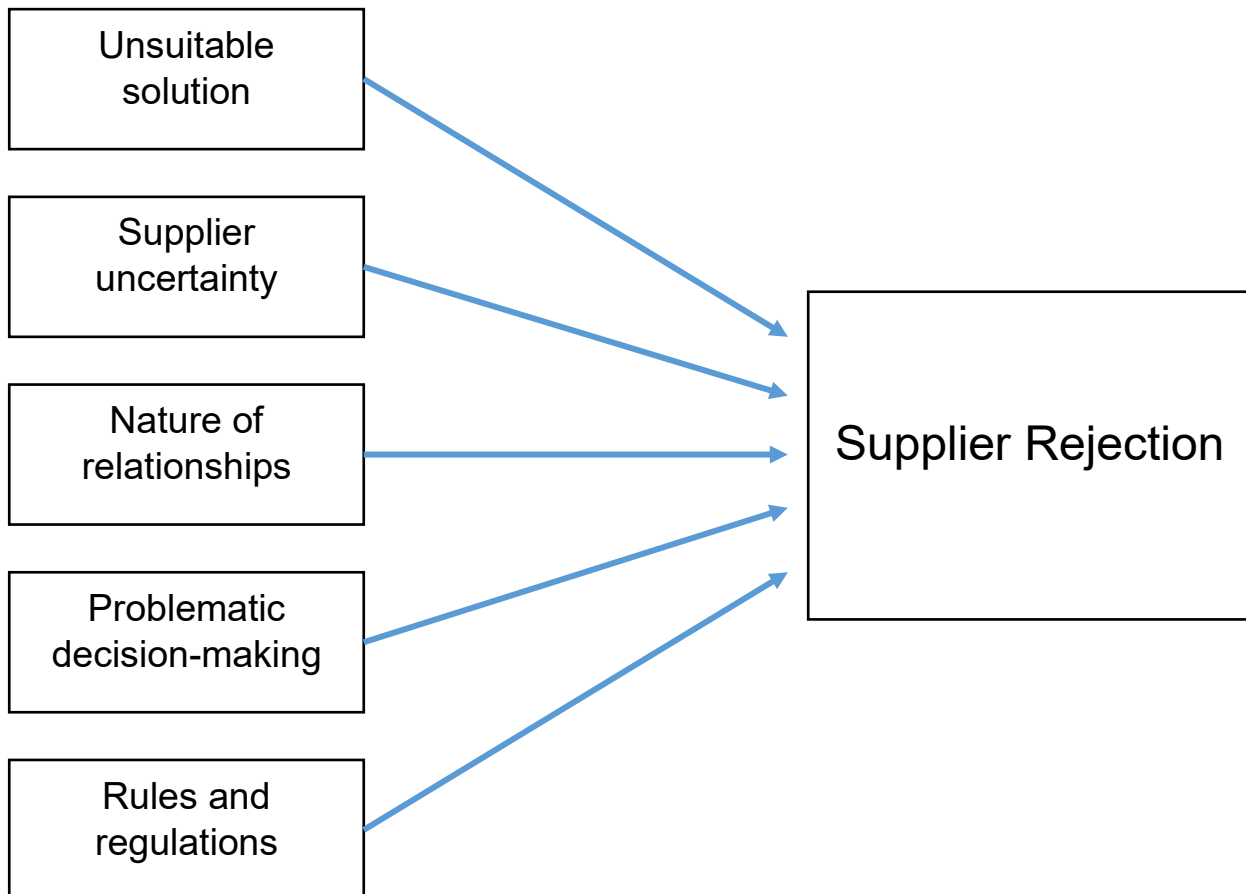 Unsuitable
solution
Supplier
uncertainty
Nature of
relationships
Problematic
decision-making
Rules and
regulations
Supplier Rejection